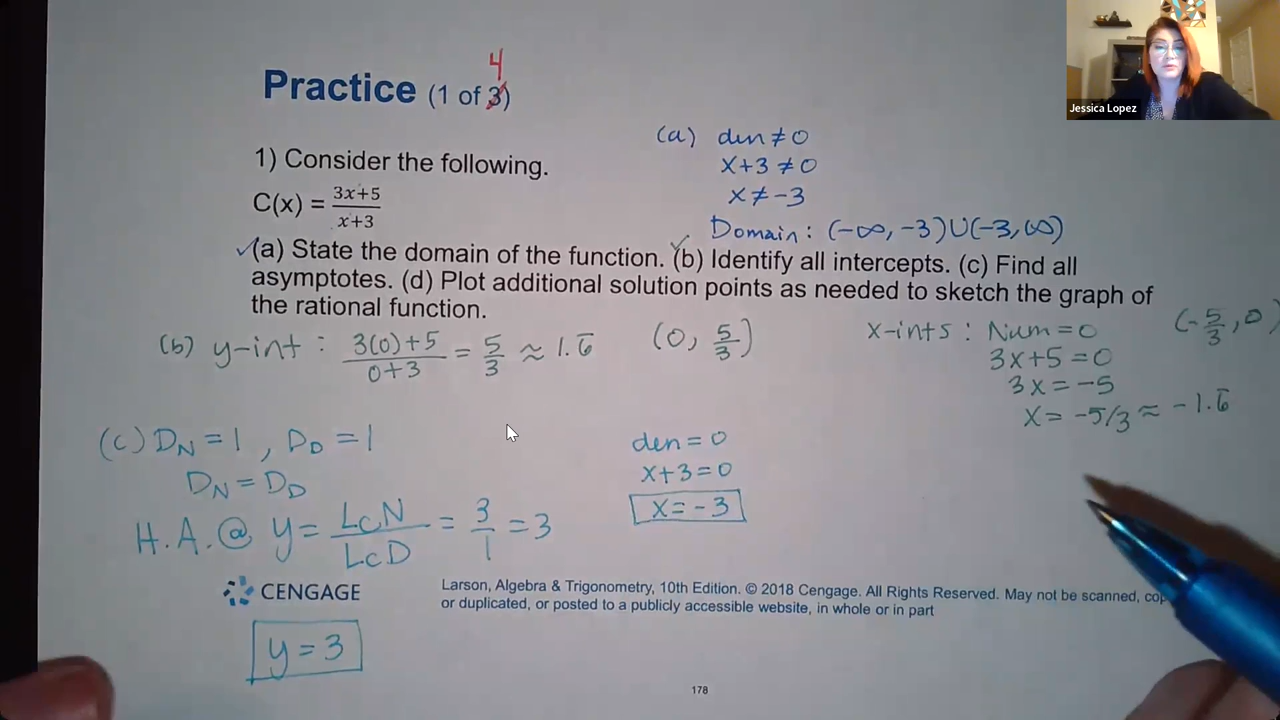 4
Practice (1 of 3)
1) Consider the following.
C(x) = 3x+5 / x+3
(a) den ≠ 0
x+3 ≠ 0
x ≠ -3
Domain: (-∞, -3)∪(-3, ∞)
✓(a) State the domain of the function. ✓(b) Identify all intercepts. (c) Find all
asymptotes. (d) Plot additional solution points as needed to sketch the graph of
the rational function.
(b) y-int : 3(0)+5 / 0+3 = 5/3 ≈ 1.6̅ (0, 5/3)
x-ints : Num = 0 (-5/3, 0)
3x+5=0
3x = -5
x = -5/3 ≈ -1.6̅
(c) D_N = 1 , D_D = 1
D_N = D_D
H.A.@ y = LCN / LCD = 3/1 = 3
y = 3
den = 0
x+3=0
x = -3
CENGAGE
Larson, Algebra & Trigonometry, 10th Edition. © 2018 Cengage. All Rights Reserved. May not be scanned,
or duplicated, or posted to a publicly accessible website, in whole or in part
178
Jessica Lopez